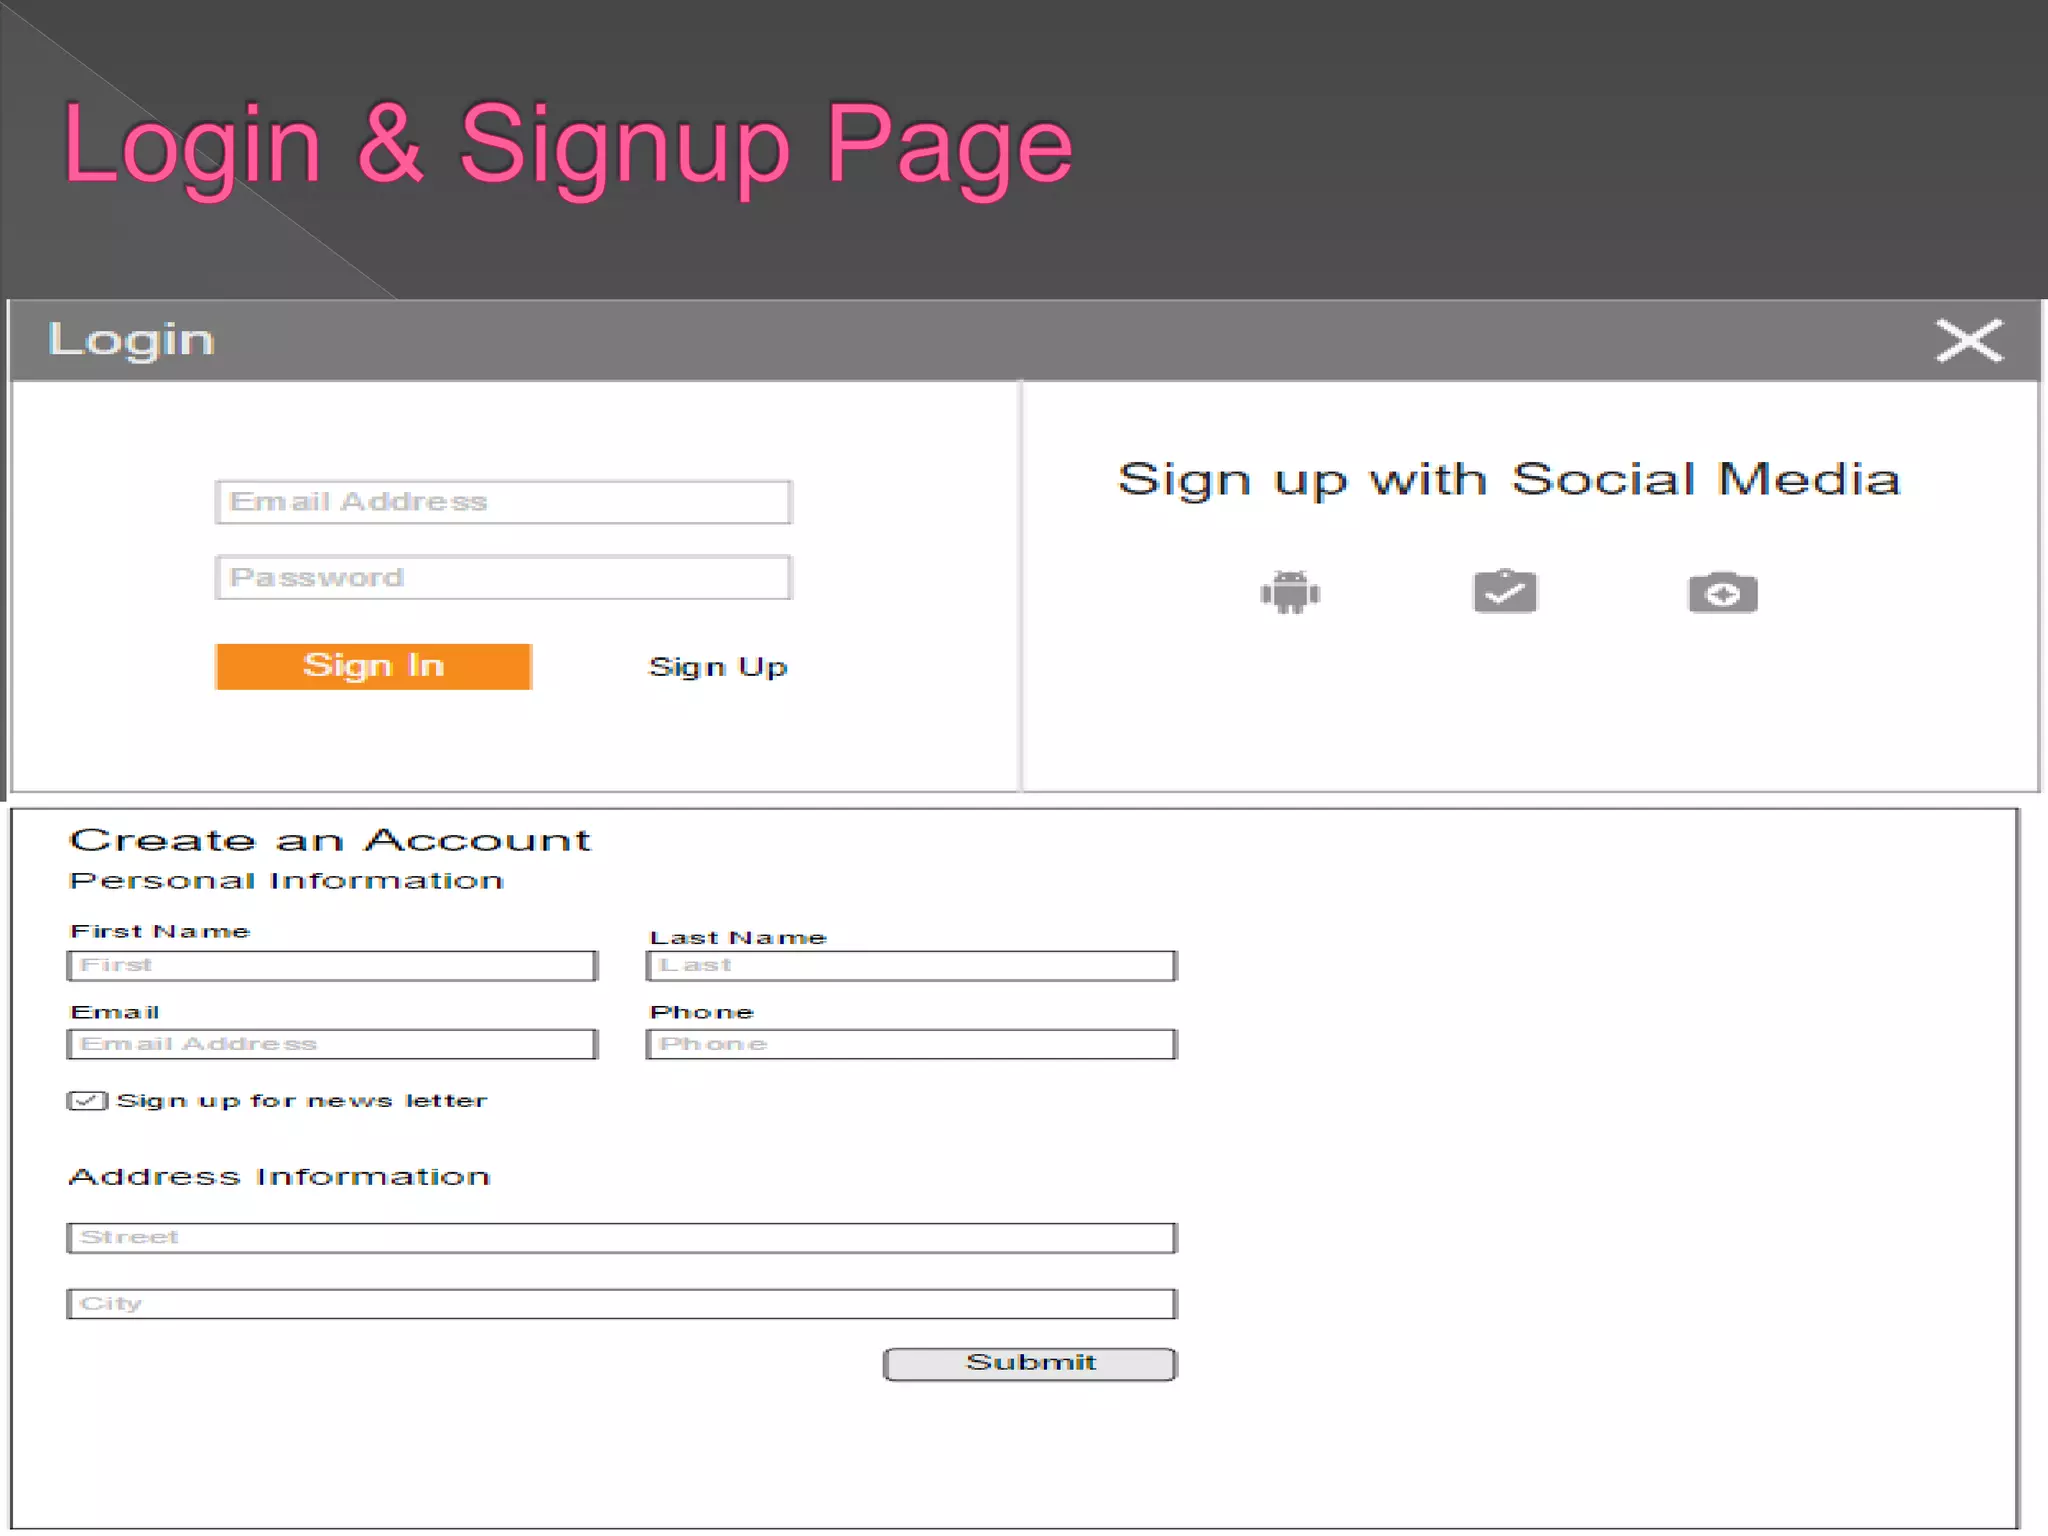 Login & Signup Page
Login
Email Address
Password
Sign In Sign Up
Sign up with Social Media
Create an Account
Personal Information
First Name Last Name
First Last
Email Phone
Email Address Phone
Sign up for news letter
Address Information
Street
City
Submit